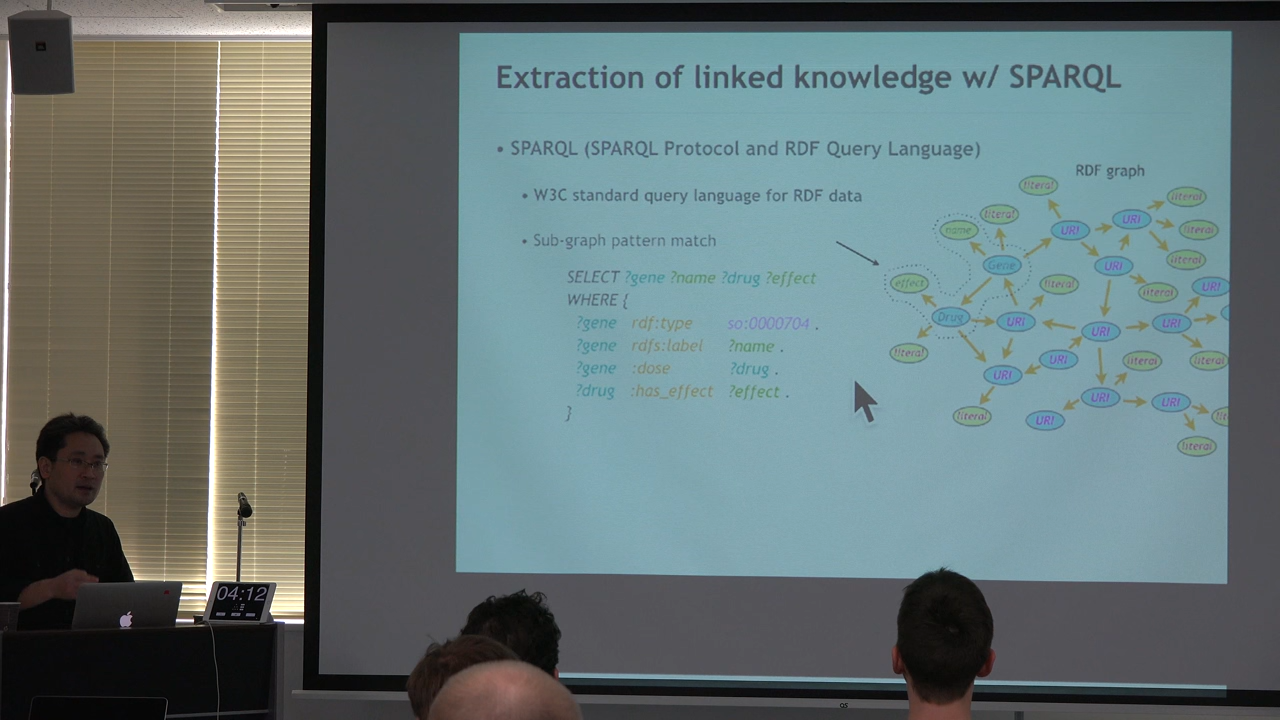 Extraction of linked knowledge w/ SPARQL
• SPARQL (SPARQL Protocol and RDF Query Language)
• W3C standard query language for RDF data
• Sub-graph pattern match
SELECT ?gene ?name ?drug ?effect
WHERE {
?gene rdf:type so:0000704 .
?gene rdfs:label ?name .
?gene :dose ?drug .
?drug :has_effect ?effect .
}
RDF graph
literal
literal
literal
name
URI
URI
literal
literal
Gene
URI
effect
literal
literal
URI
Drug
URI
URI
URI
literal
URI
literal
literal
URI
literal
URI
URI
URI
literal
04:12